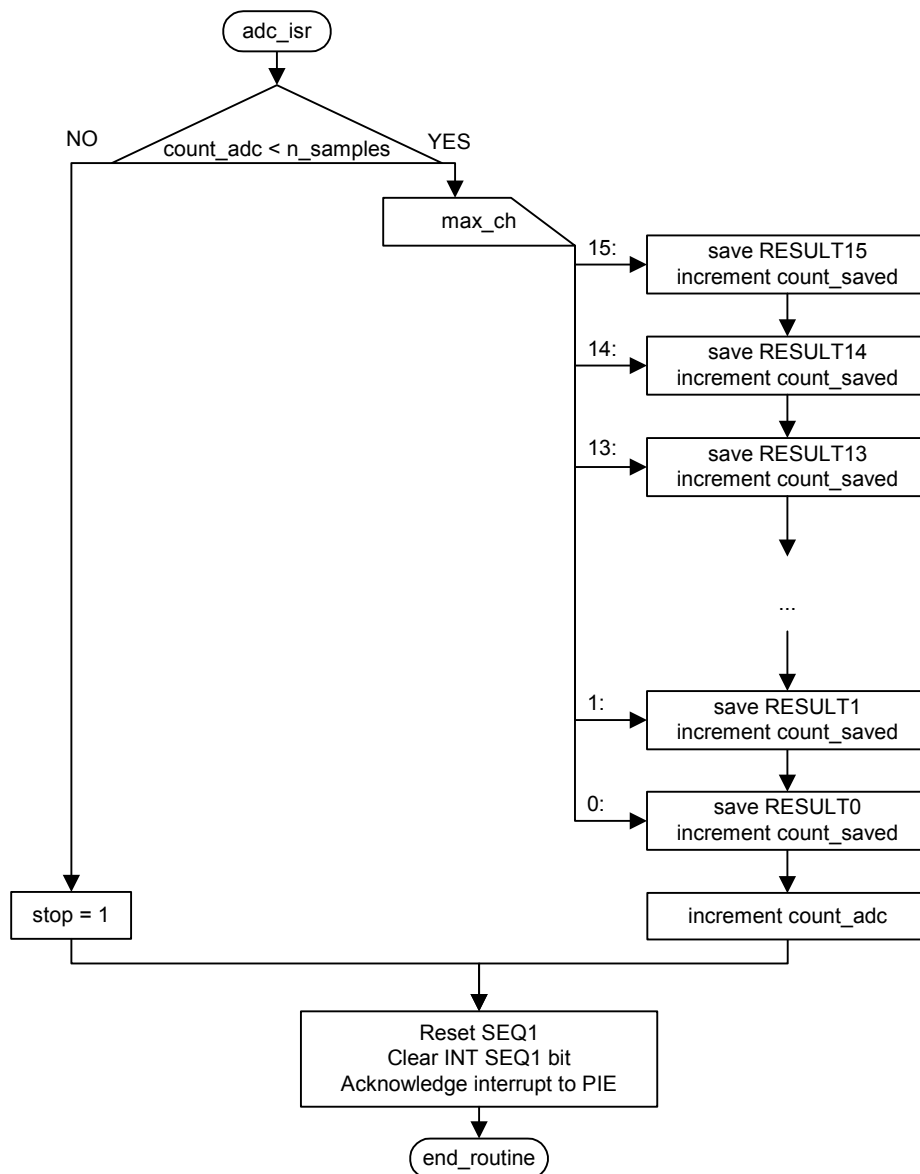 adc_isr
NO
YES
count_adc < n_samples
max_ch
15:
save RESULT15
increment count_saved
14:
save RESULT14
increment count_saved
13:
save RESULT13
increment count_saved
...
1:
save RESULT1
increment count_saved
0:
save RESULT0
increment count_saved
stop = 1
increment count_adc
Reset SEQ1
Clear INT SEQ1 bit
Acknowledge interrupt to PIE
end_routine